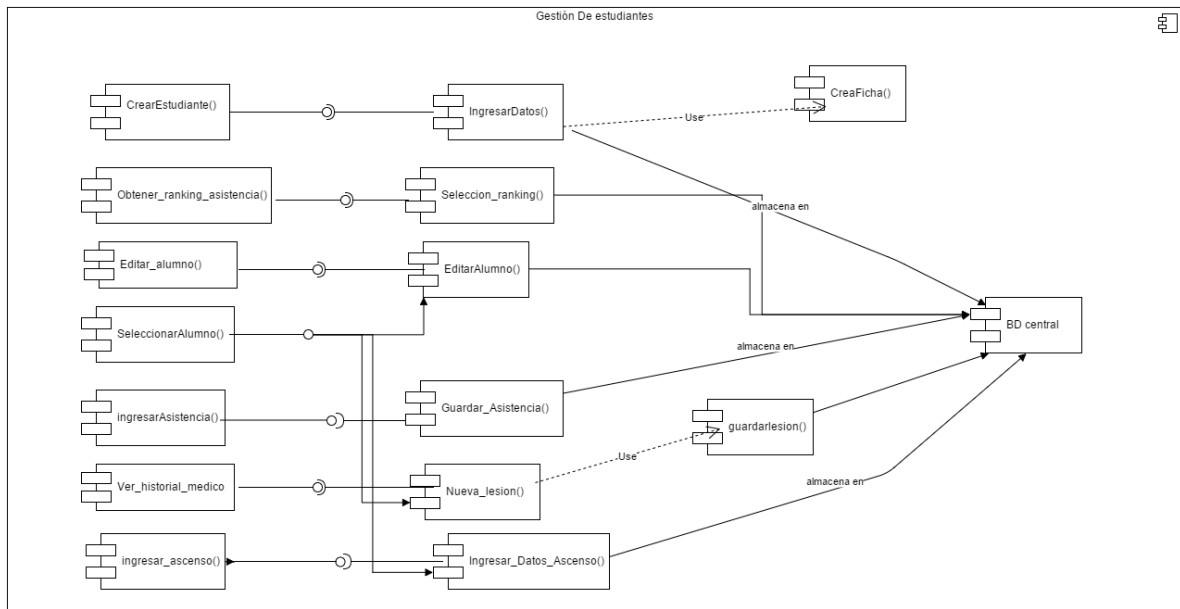 Gestión De estudiantes
CrearEstudiante()
IngresarDatos()
Use
CreaFicha()
Obtener_ranking_asistencia()
Seleccion_ranking()
almacena en
Editar_alumno()
EditarAlumno()
SeleccionarAlumno()
BD central
almacena en
ingresarAsistencia()
Guardar_Asistencia()
guardarlesion()
Use
Ver_historial_medico
Nueva_lesion()
almacena en
ingresar_ascenso()
Ingresar_Datos_Ascenso()